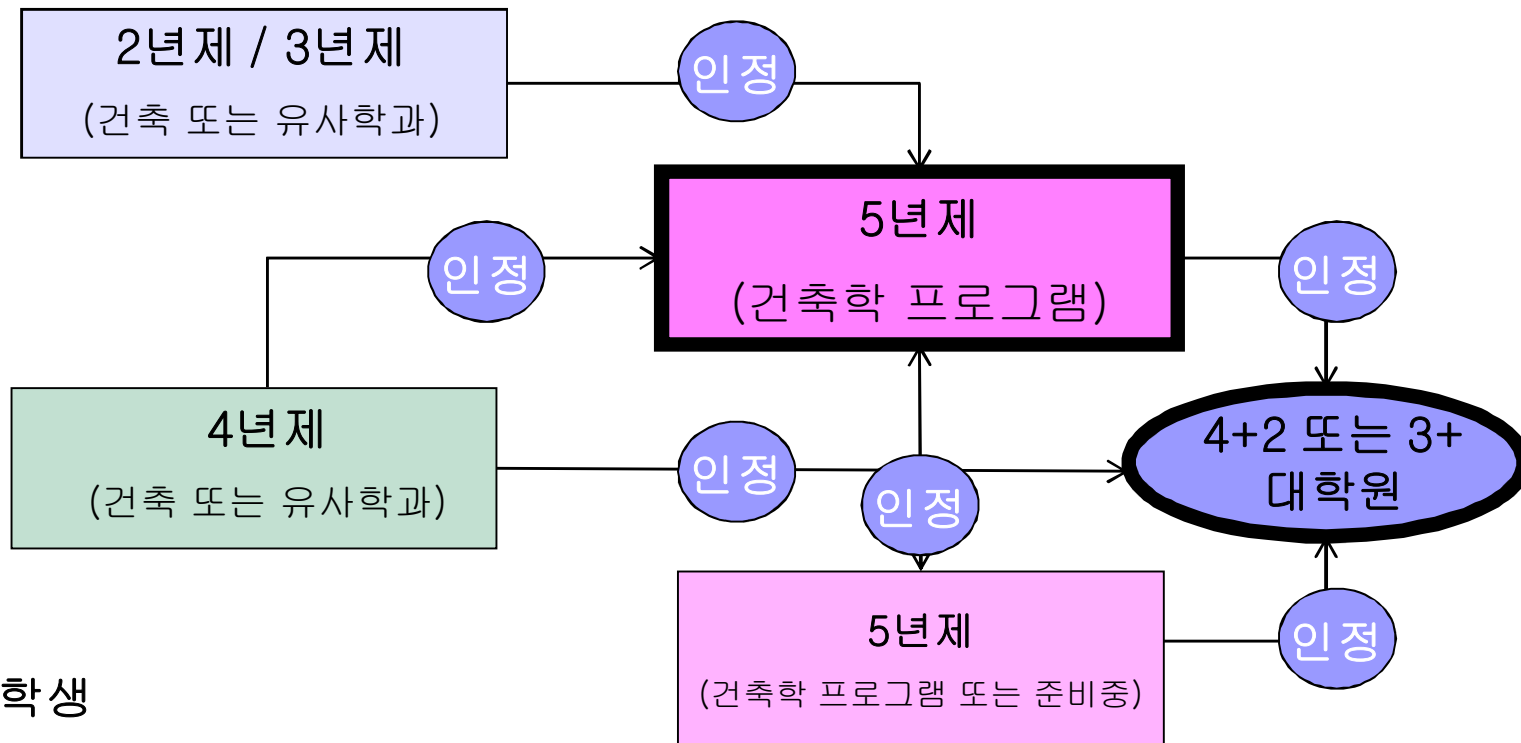 2년제 / 3년제
(건축 또는 유사학과)
인정
5년제
(건축학 프로그램)
인정
인정
4년제
(건축 또는 유사학과)
인정
인정
4+2 또는 3+
대학원
5년제
(건축학 프로그램 또는 준비중)
인정
학생